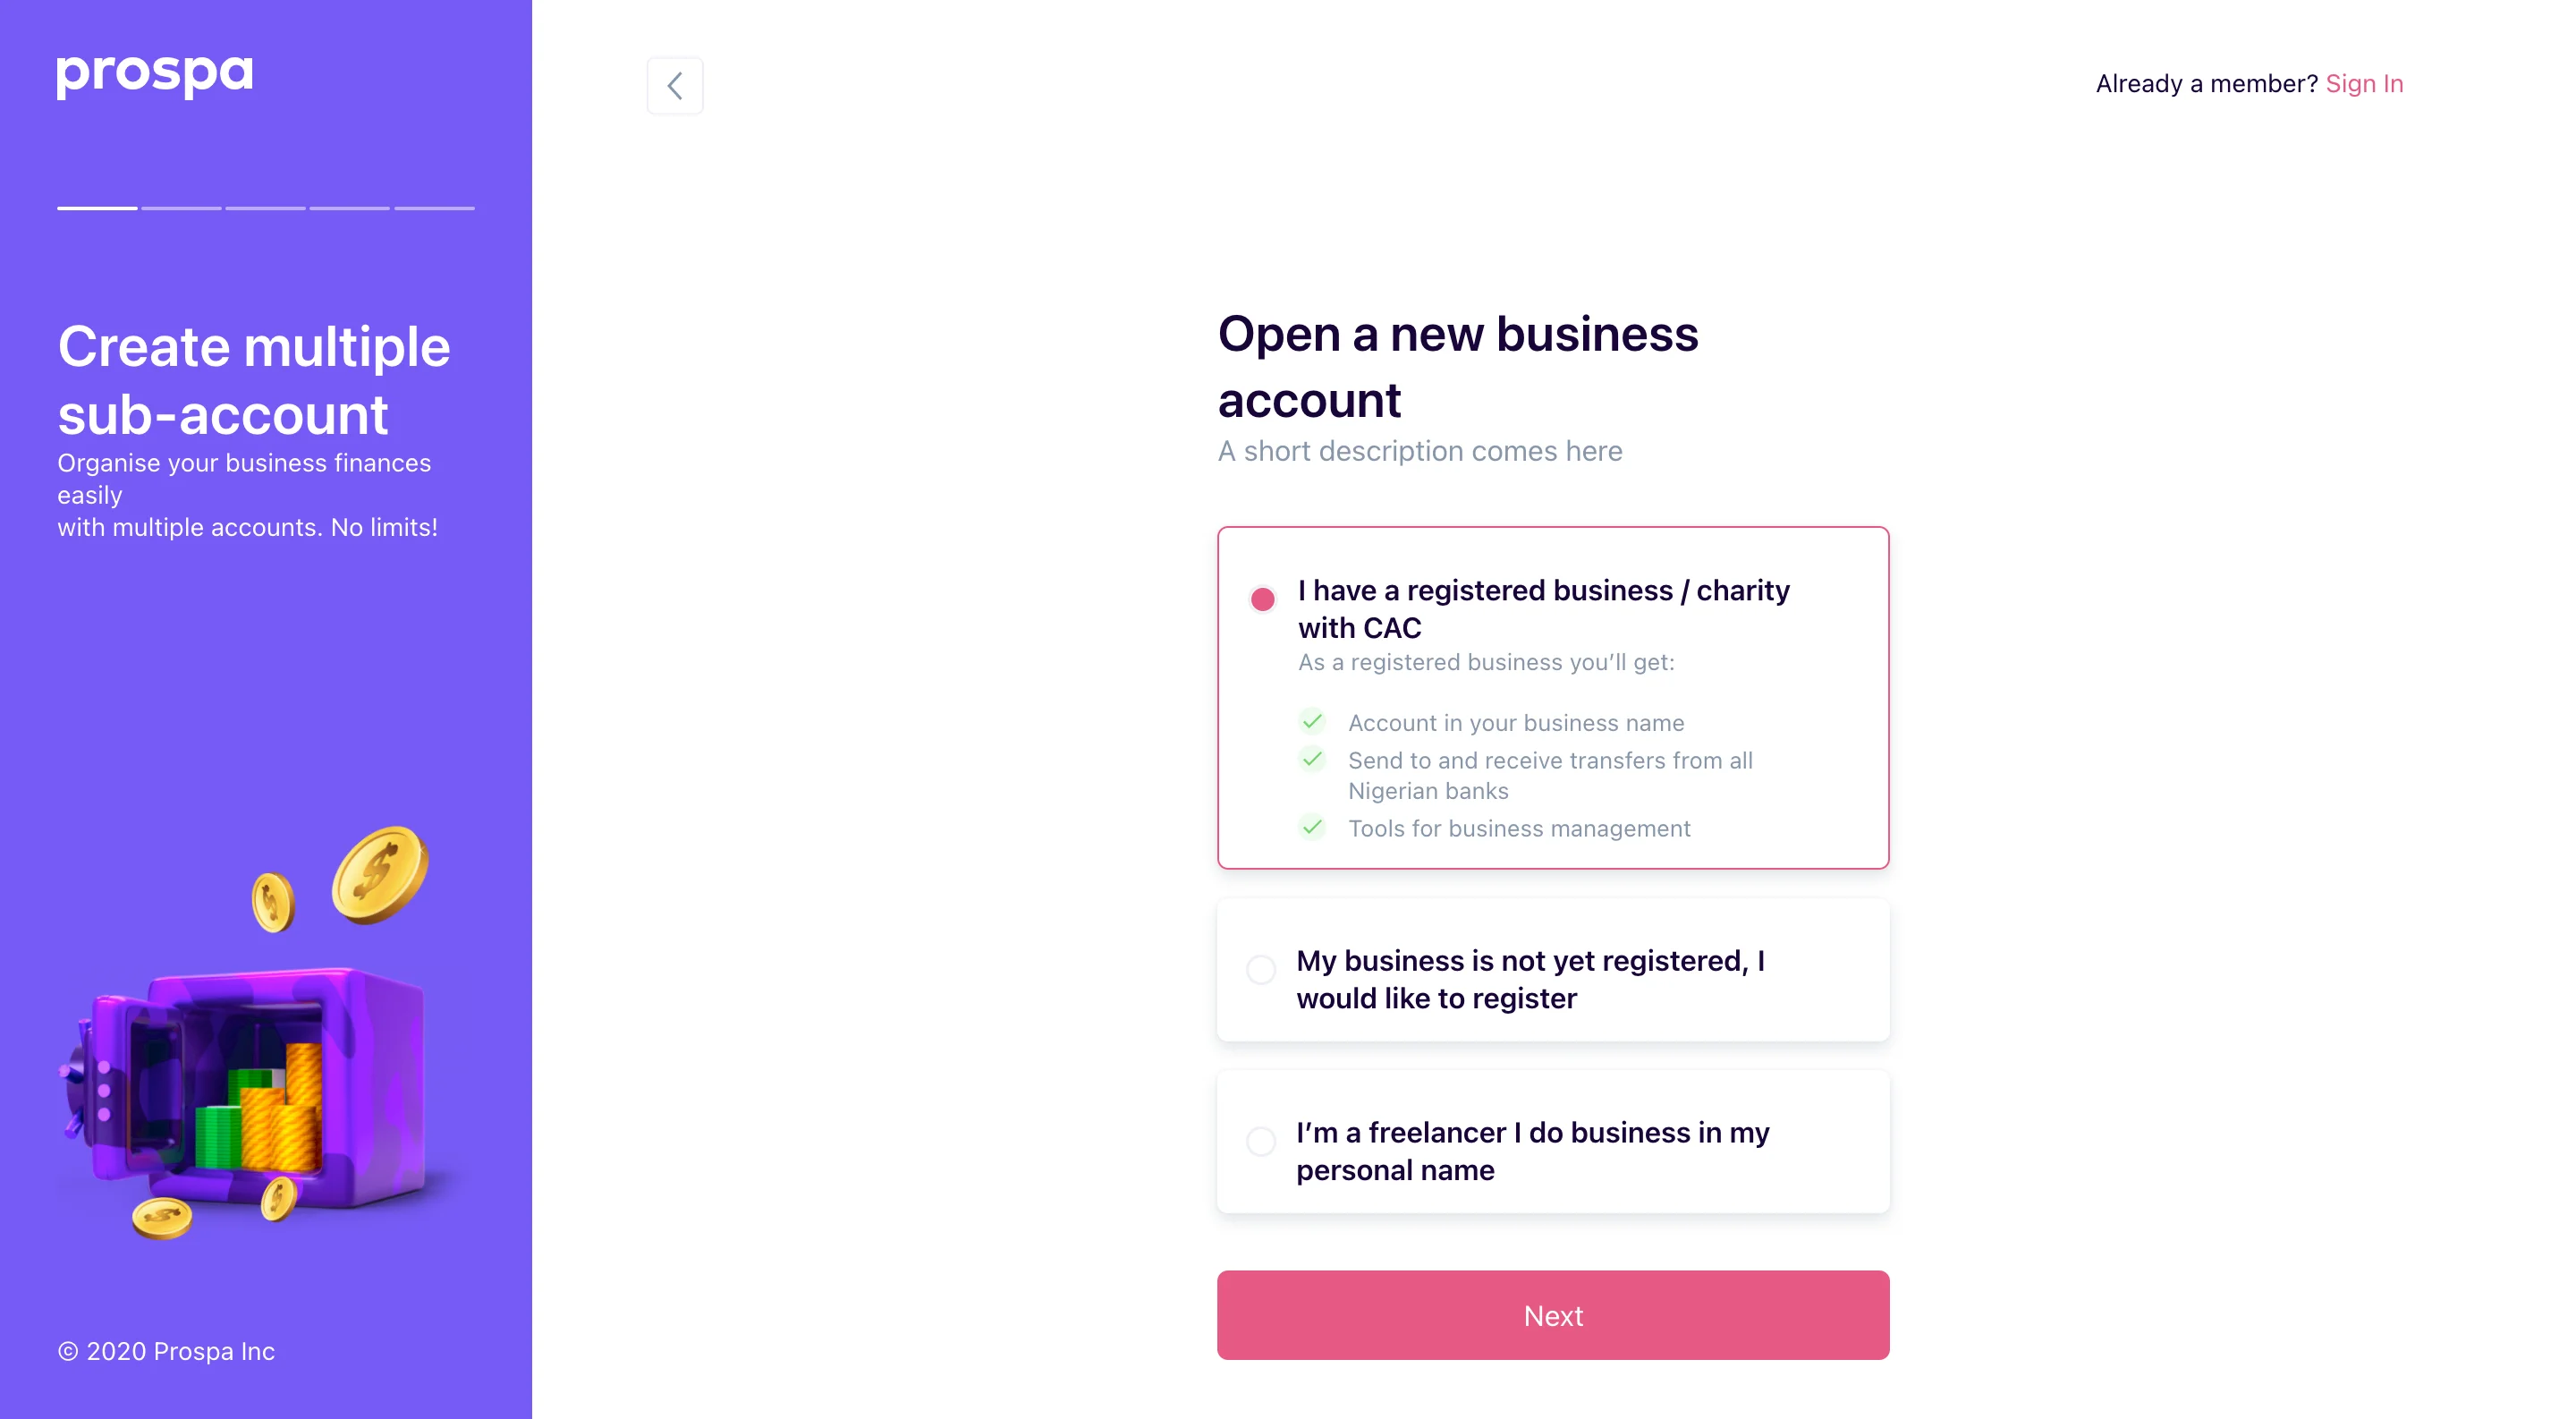 prospa
Already a member? Sign In
Create multiple
sub-account
Organise your business finances
easily
with multiple accounts. No limits!
© 2020 Prospa Inc
Open a new business
account
A short description comes here
I have a registered business / charity
with CAC
As a registered business you’ll get:
Account in your business name
Send to and receive transfers from all
Nigerian banks
Tools for business management
My business is not yet registered, I
would like to register
I’m a freelancer I do business in my
personal name
Next